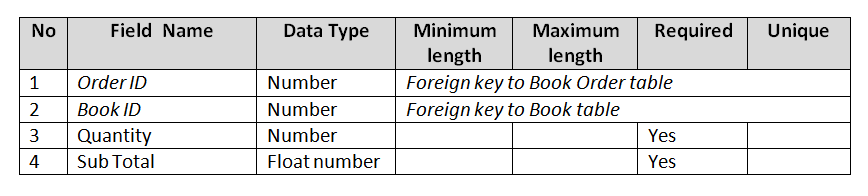 No Field Name Data Type Minimum length Maximum length Required Unique
1 Order ID Number Foreign key to Book Order table
2 Book ID Number Foreign key to Book table
3 Quantity Number Yes
4 Sub Total Float number Yes